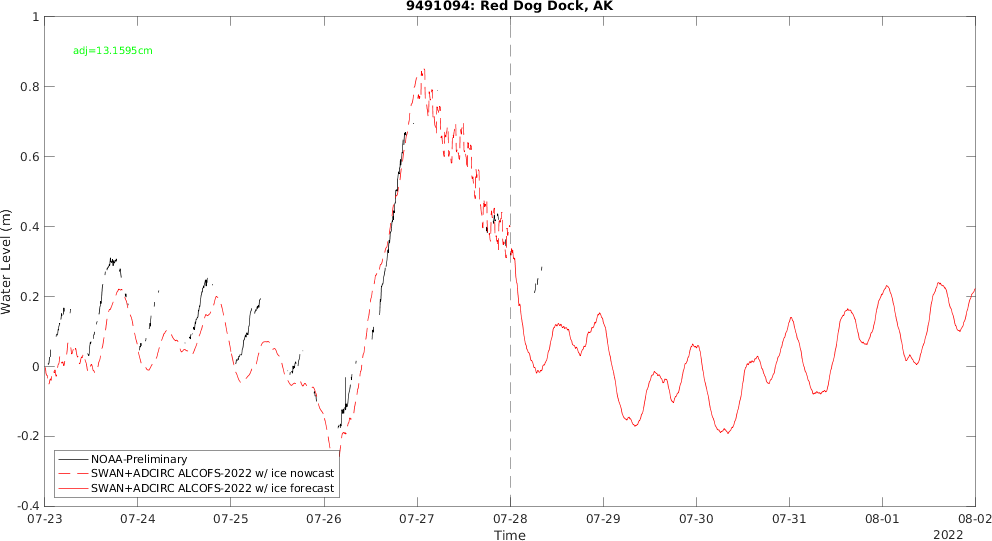 9491094: Red Dog Dock, AK
adj=13.1595cm
Water Level (m)
1
0.8
0.6
0.4
0.2
0
-0.2
-0.4
NOAA-Preliminary
SWAN+ADCIRC ALCOFS-2022 w/ ice nowcast
SWAN+ADCIRC ALCOFS-2022 w/ ice forecast
07-23 07-24 07-25 07-26 07-27 07-28 07-29 07-30 07-31 08-01 08-02
Time
2022